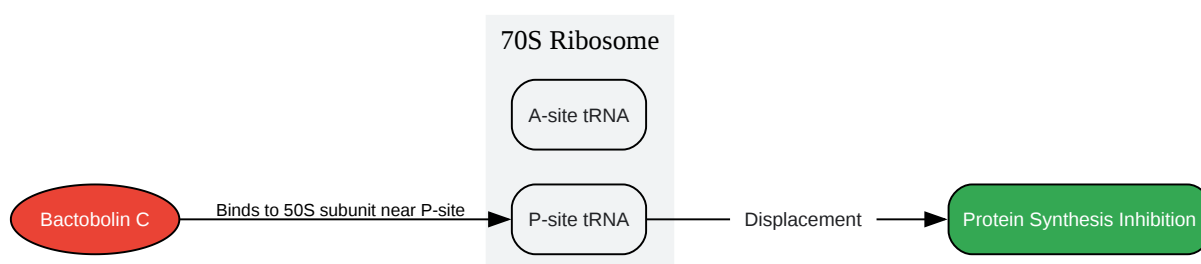 70S Ribosome
A-site tRNA
Bactobolin C
Binds to 50S subunit near P-site
P-site tRNA
Displacement
Protein Synthesis Inhibition